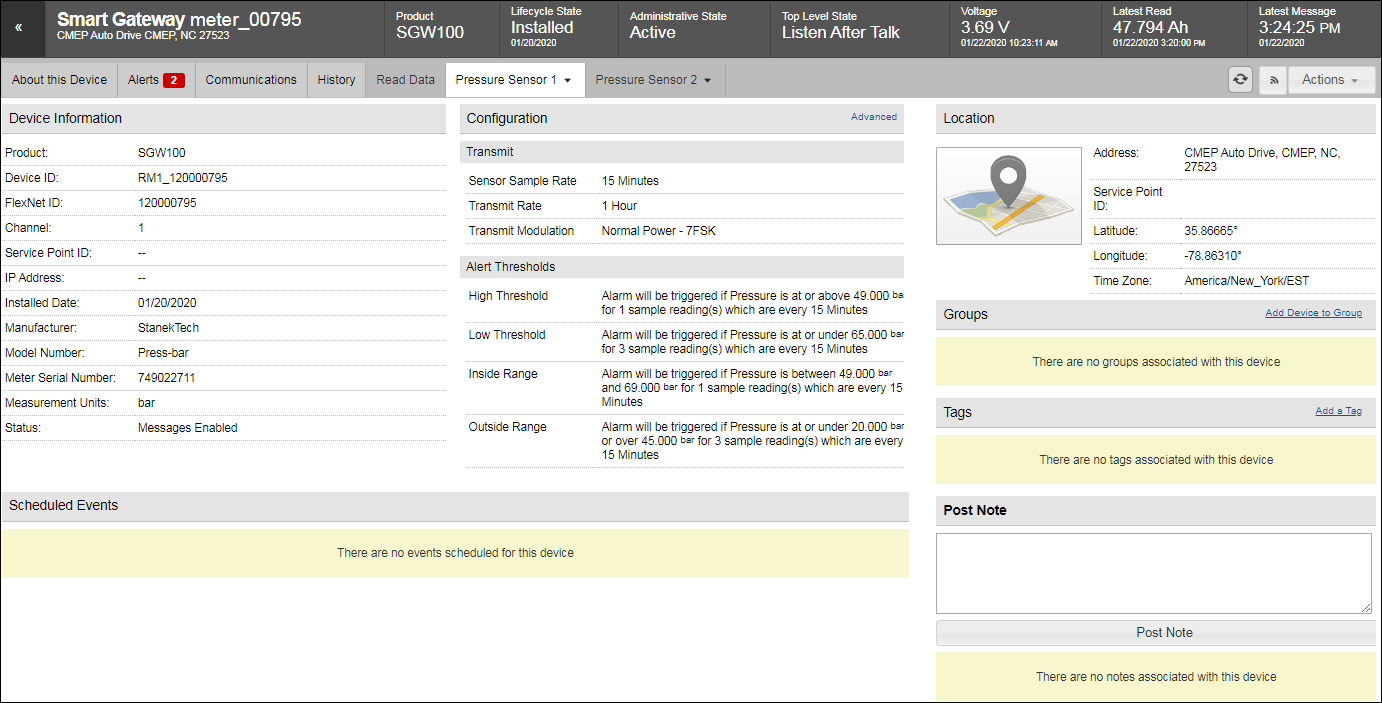 «
Smart Gateway meter_00795
CMEP Auto Drive CMEP, NC 27523
Product
SGW100
Lifecycle State
Installed
01/20/2020
Administrative State
Active
Top Level State
Listen After Talk
Voltage
3.69 V
01/22/2020 10:23:11 AM
Latest Read
47.794 Ah
01/22/2020 3:20:00 PM
Latest Message
3:24:25 PM
01/22/2020
About this Device
Alerts 2
Communications
History
Read Data
Pressure Sensor 1
Pressure Sensor 2
Actions
Device Information
Product: SGW100
Device ID: RM1_120000795
FlexNet ID: 120000795
Channel: 1
Service Point ID: --
IP Address: --
Installed Date: 01/20/2020
Manufacturer: StanekTech
Model Number: Press-bar
Meter Serial Number: 749022711
Measurement Units: bar
Status: Messages Enabled
Configuration
Advanced
Transmit
Sensor Sample Rate 15 Minutes
Transmit Rate 1 Hour
Transmit Modulation Normal Power - 7FSK
Alert Thresholds
High Threshold Alarm will be triggered if Pressure is at or above 49.000 bar
for 1 sample reading(s) which are every 15 Minutes
Low Threshold Alarm will be triggered if Pressure is at or under 65.000 bar
for 3 sample reading(s) which are every 15 Minutes
Inside Range Alarm will be triggered if Pressure is between 49.000 bar
and 69.000 bar for 1 sample reading(s) which are every 15
Minutes
Outside Range Alarm will be triggered if Pressure is at or under 20.000 bar
or over 45.000 bar for 3 sample reading(s) which are every
15 Minutes
Scheduled Events
There are no events scheduled for this device
Location
Address: CMEP Auto Drive, CMEP, NC,
27523
Service Point
ID:
Latitude: 35.86665°
Longitude: -78.86310°
Time Zone: America/New_York/EST
Groups
Add Device to Group
There are no groups associated with this device
Tags
Add a Tag
There are no tags associated with this device
Post Note
Post Note
There are no notes associated with this device